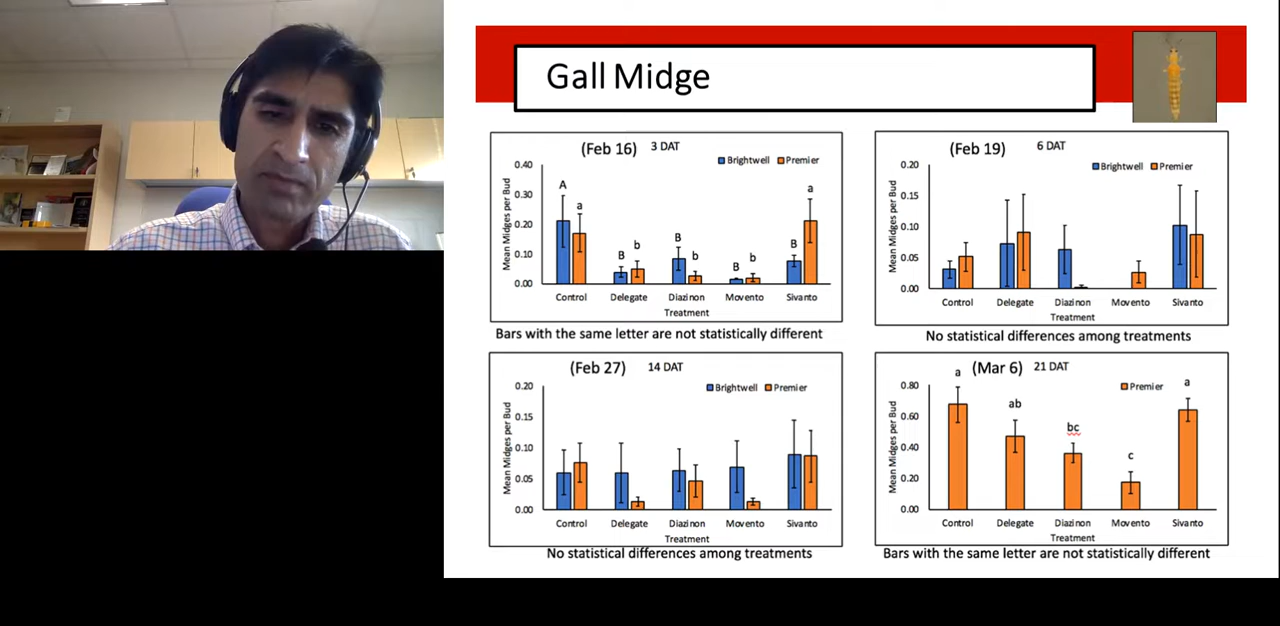 Gall Midge
(Feb 16) 3 DAT
Brightwell Premier
0.40
0.30
0.20
0.10
0.00
Mean Midges per Bud
A a
B b
B b
B b
B a
Control Delegate Diazinon Movento Sivanto
Treatment
Bars with the same letter are not statistically different
(Feb 19) 6 DAT
Brightwell Premier
0.20
0.15
0.10
0.05
0.00
Mean Midges per Bud
Control Delegate Diazinon Movento Sivanto
Treatment
No statistical differences among treatments
(Feb 27) 14 DAT
Brightwell Premier
0.20
0.15
0.10
0.05
0.00
Mean Midges per Bud
Control Delegate Diazinon Movento Sivanto
Treatment
No statistical differences among treatments
(Mar 6) 21 DAT
Premier
0.80
0.60
0.40
0.20
0.00
Mean Midges per Bud
a ab bc c a
Control Delegate Diazinon Movento Sivanto
Treatment
Bars with the same letter are not statistically different